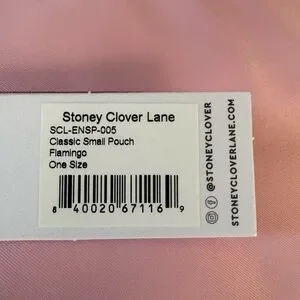 Stoney Clover Lane
SCL-ENSP-005
Classic Small Pouch
Flamingo
One Size
8 40020 67116 9
@STONEYCLOVER
STONEYCLOVERLANE.COM